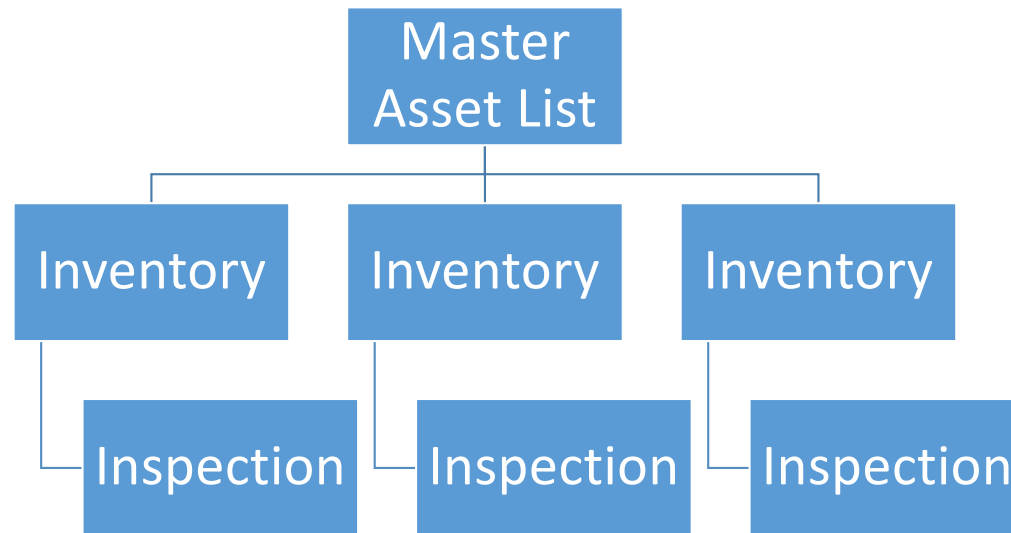 Master
Asset List
Inventory
Inventory
Inventory
Inspection
Inspection
Inspection